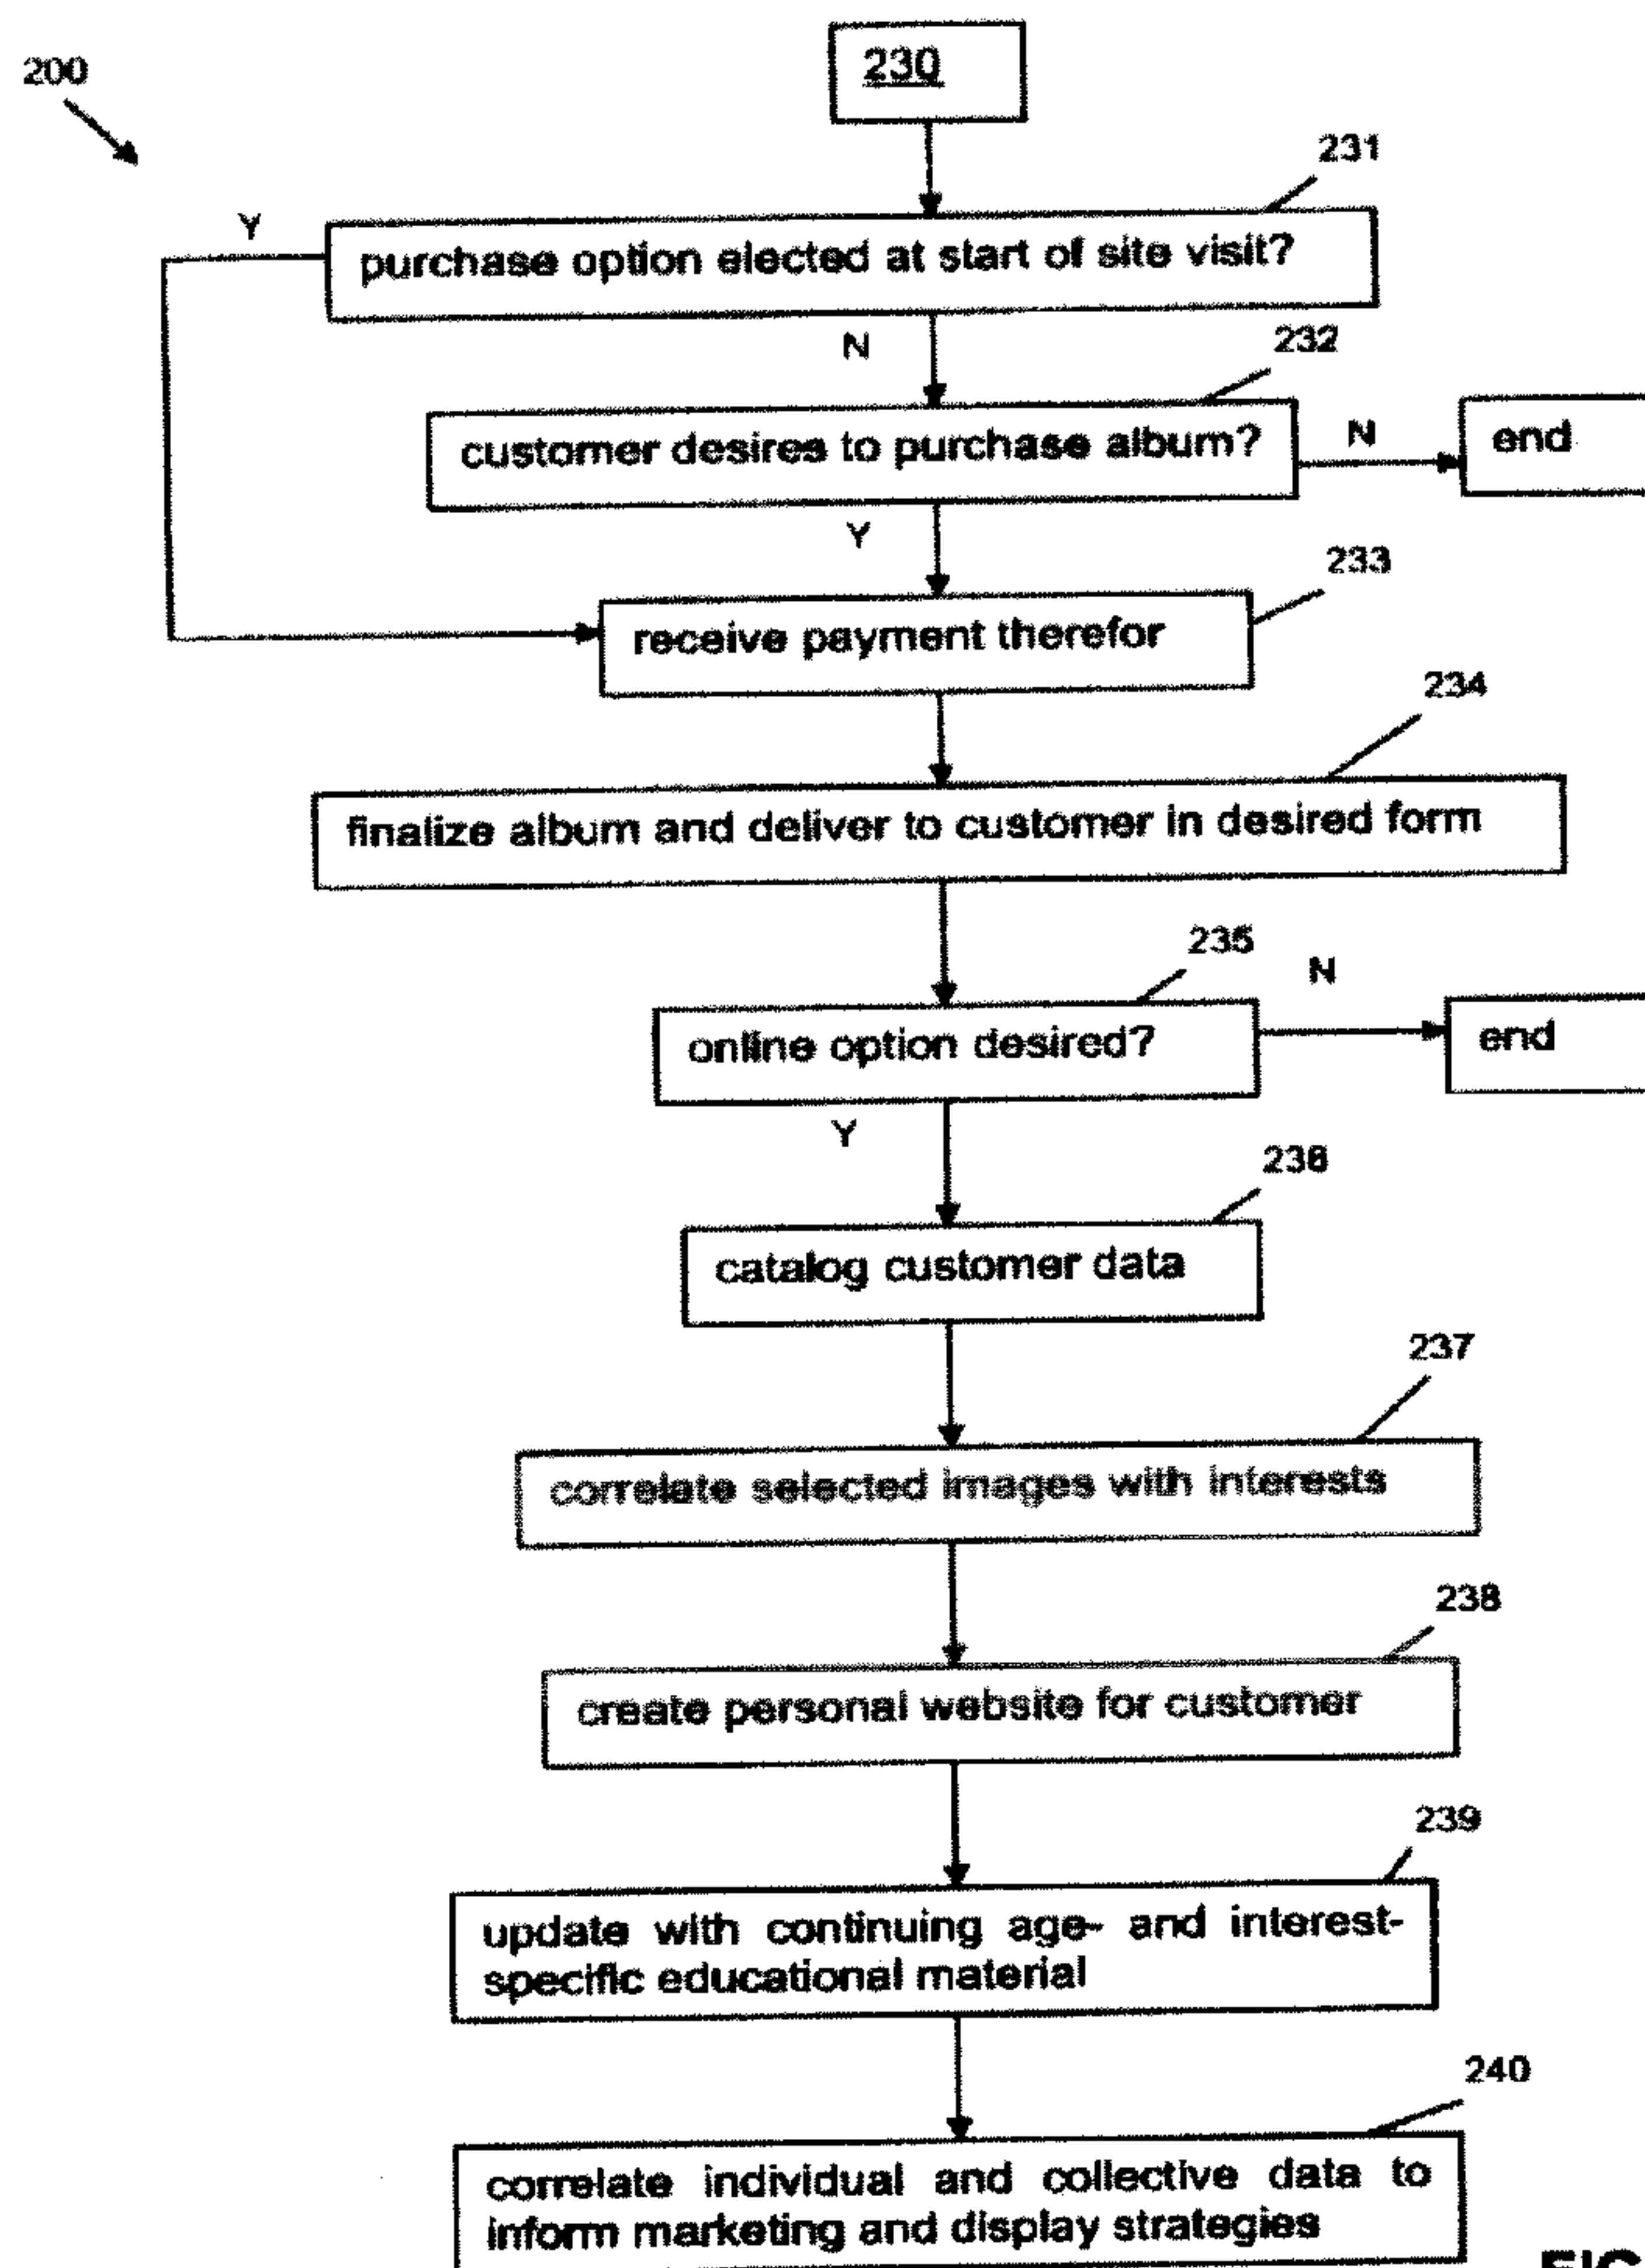 230
200
231
Y
purchase option elected at start of site visit?
N
232
customer desires to purchase album?
N
end
Y
233
receive payment therefor
234
finalize album and deliver to customer in desired form
235
N
online option desired?
end
Y
236
catalog customer data
237
correlate selected images with interests
238
create personal website for customer
239
update with continuing age- and interest-
specific educational material
240
correlate individual and collective data to
inform marketing and display strategies
FIG